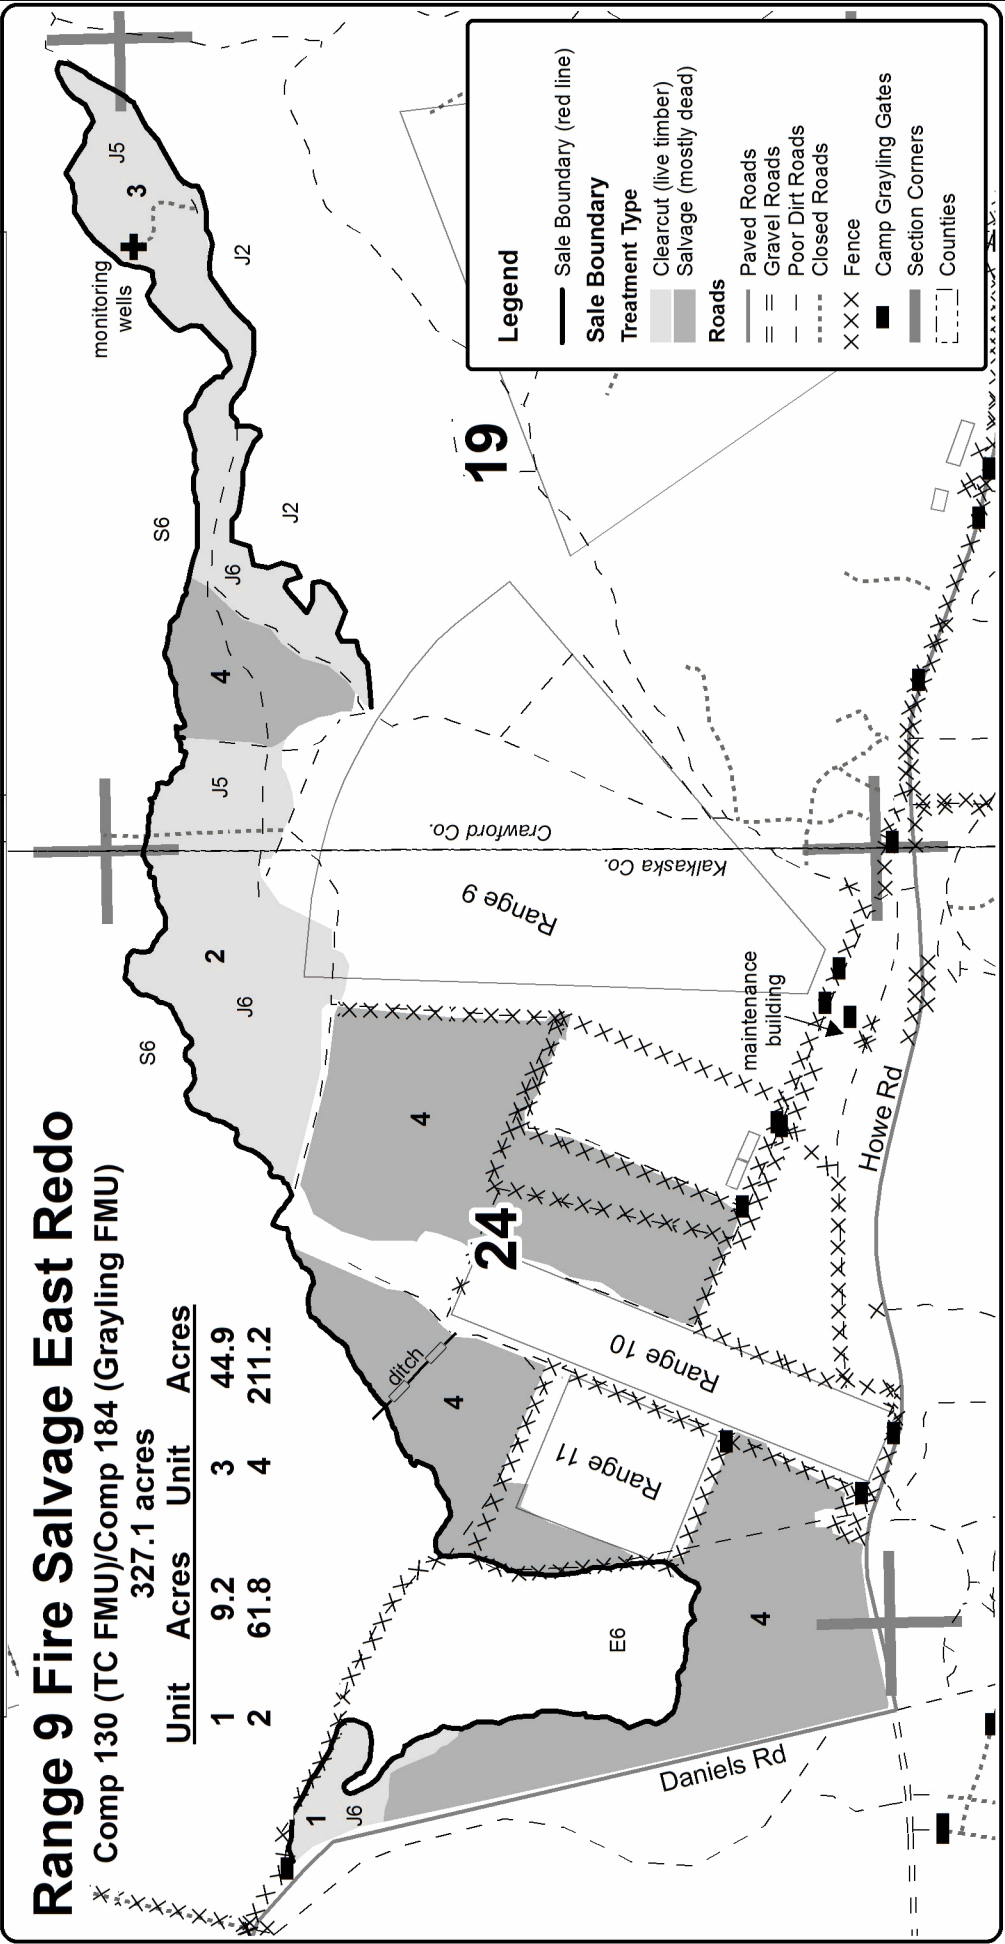 Range 9 Fire Salvage East Redo
Comp 130 (TC FMU)/Comp 184 (Grayling FMU)
327.1 acres
Unit Acres Unit Acres
1 9.2 3 44.9
2 61.8 4 211.2
monitoring
wells
J5
3
J2
S6
J2
J6
4
J5
2
J6
S6
19
Crawford Co.
Kalkaska Co.
Range 9
4
24
maintenance
building
Howe Rd
Range 10
ditch
4
Range 11
E6
4
1
J6
Daniels Rd
Legend
Sale Boundary (red line)
Sale Boundary
Treatment Type
Clearcut (live timber)
Salvage (mostly dead)
Roads
Paved Roads
Gravel Roads
Poor Dirt Roads
Closed Roads
Fence
Camp Grayling Gates
Section Corners
Counties